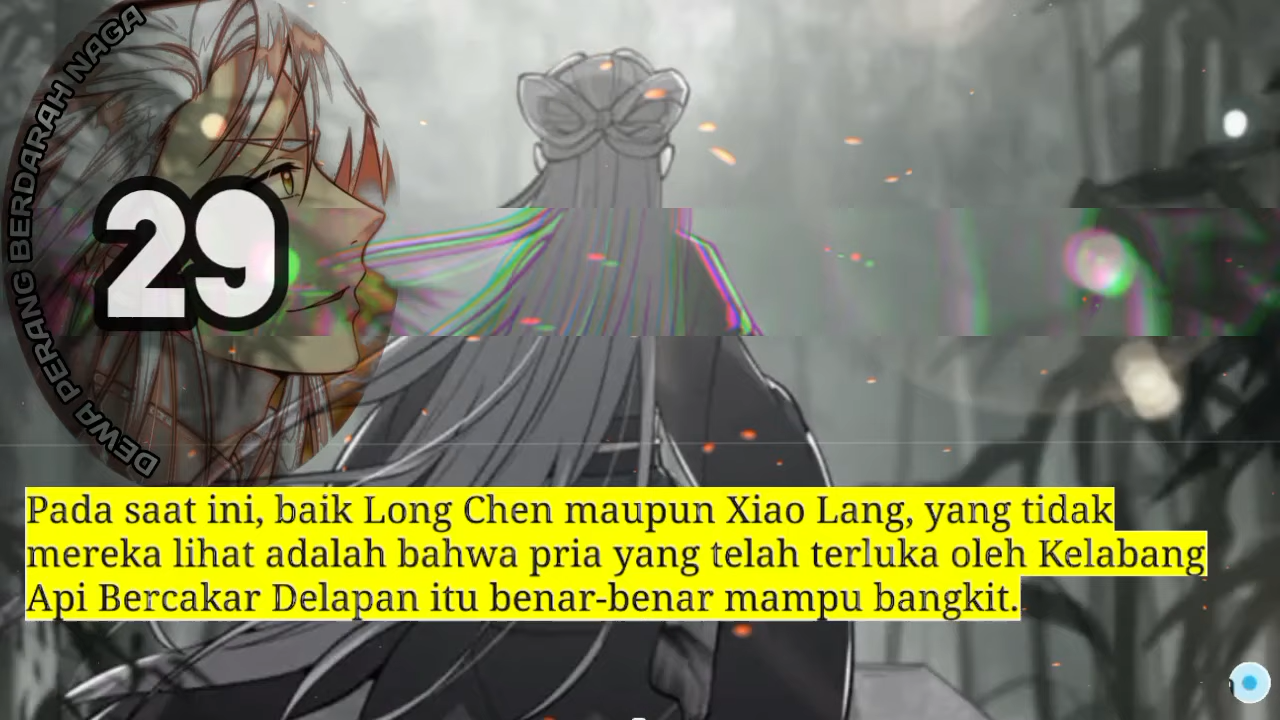 DEWA PERANG BERDARAH NAGA
29
Pada saat ini, baik Long Chen maupun Xiao Lang, yang tidak
mereka lihat adalah bahwa pria yang telah terluka oleh Kelabang
Api Bercakar Delapan itu benar-benar mampu bangkit.